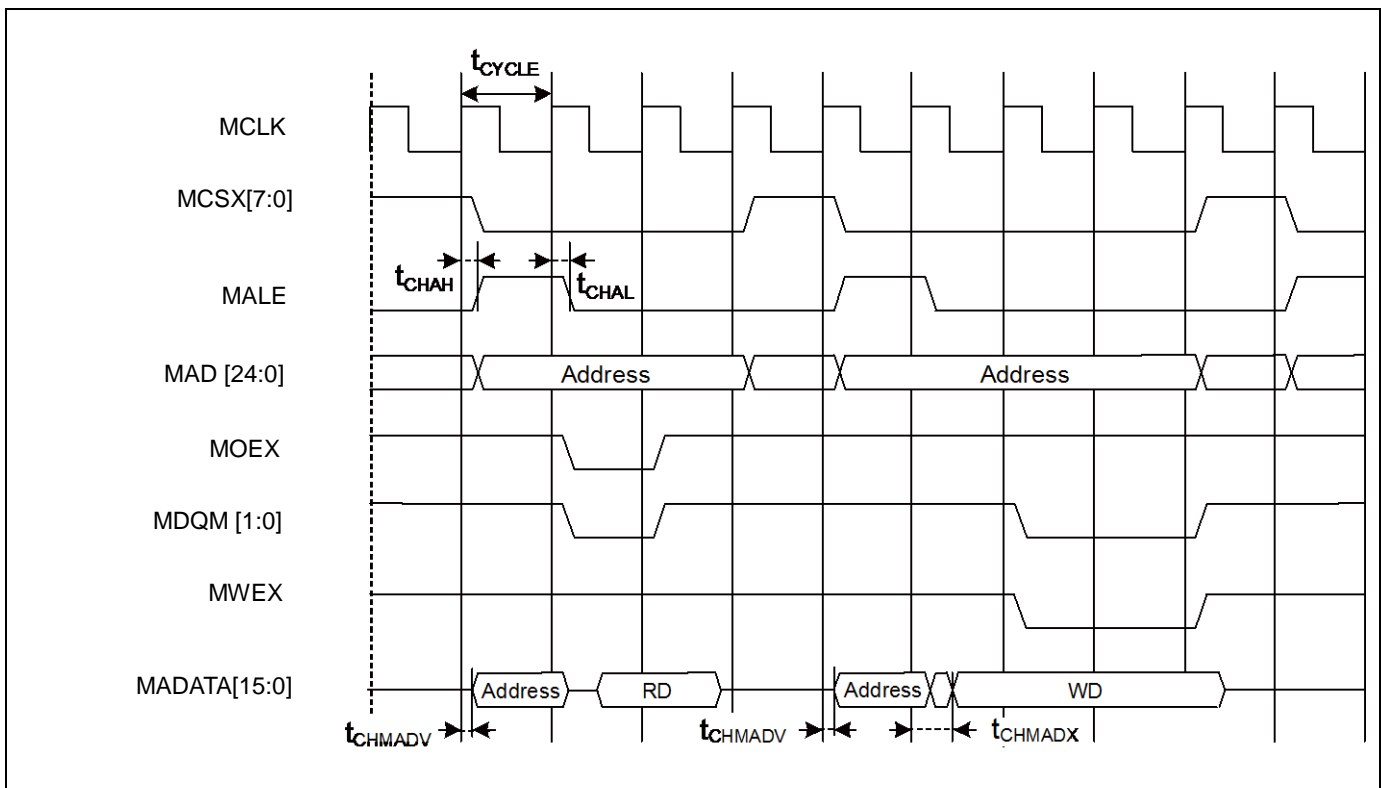 tCYCLE
MCLK
MCSX[7:0]
tCHAH
tCHAL
MALE
MAD [24:0] Address Address
MOEX
MDQM [1:0]
MWEX
MADATA[15:0] Address RD Address WD
tCHMADV tCHMADV tCHMADX